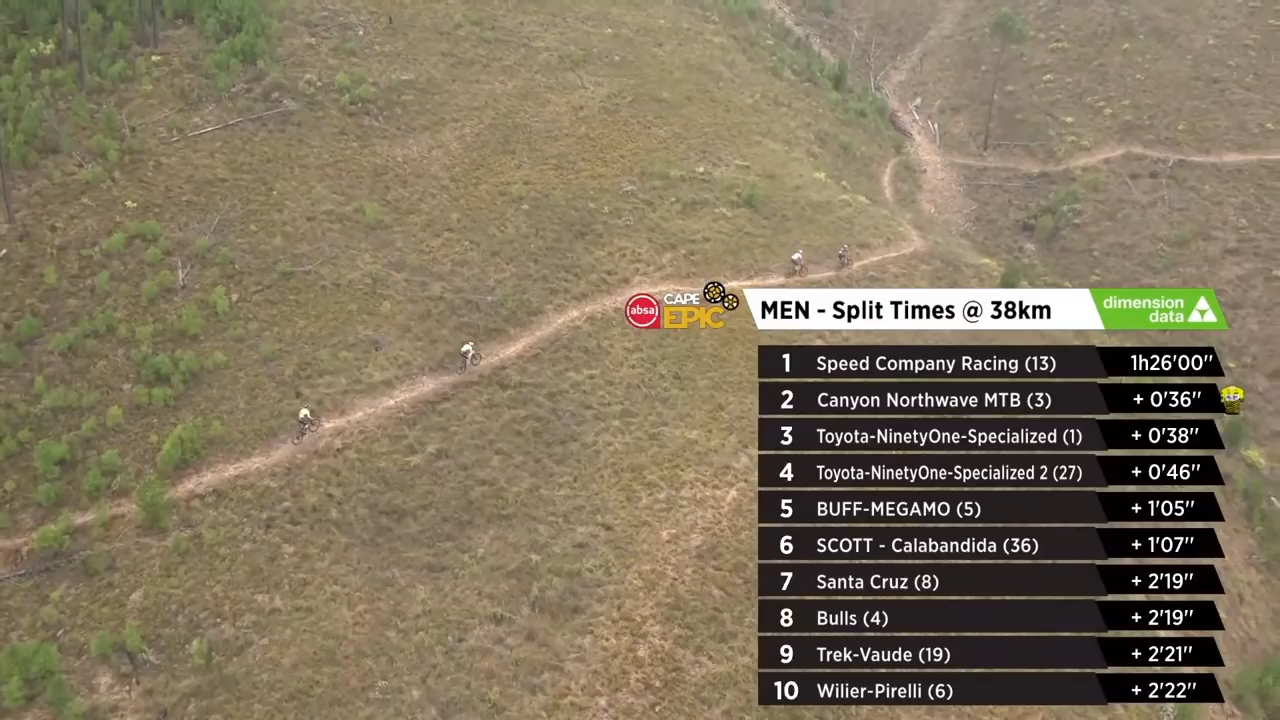 absa
CAPE
EPIC
MEN - Split Times @ 38km
dimension
data
1 Speed Company Racing (13) 1h26'00''
2 Canyon Northwave MTB (3) + 0'36''
3 Toyota-NinetyOne-Specialized (1) + 0'38''
4 Toyota-NinetyOne-Specialized 2 (27) + 0'46''
5 BUFF-MEGAMO (5) + 1'05''
6 SCOTT - Calabandida (36) + 1'07''
7 Santa Cruz (8) + 2'19''
8 Bulls (4) + 2'19''
9 Trek-Vaude (19) + 2'21''
10 Wilier-Pirelli (6) + 2'22''